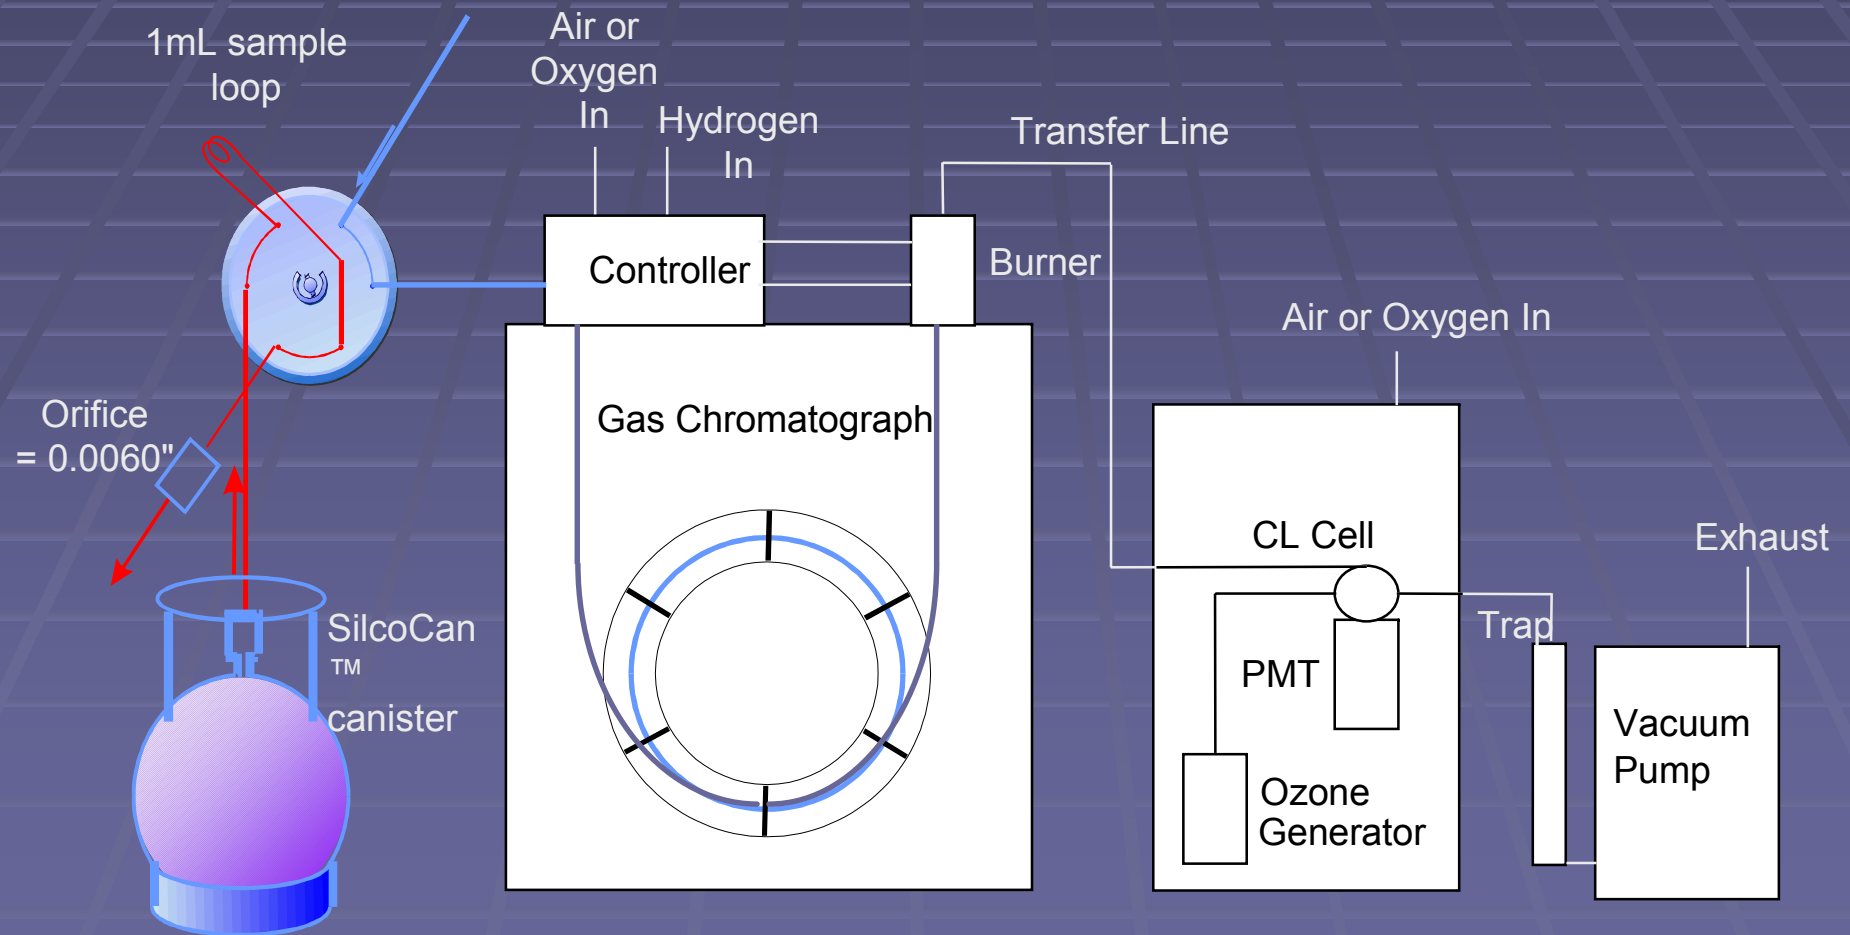 1mL sample
loop
Air or
Oxygen
In
Hydrogen
In
Transfer Line
Controller
Burner
Air or Oxygen In
Orifice
= 0.0060"
Gas Chromatograph
CL Cell
Exhaust
SilcoCan
™
canister
Trap
PMT
Vacuum
Pump
Ozone
Generator